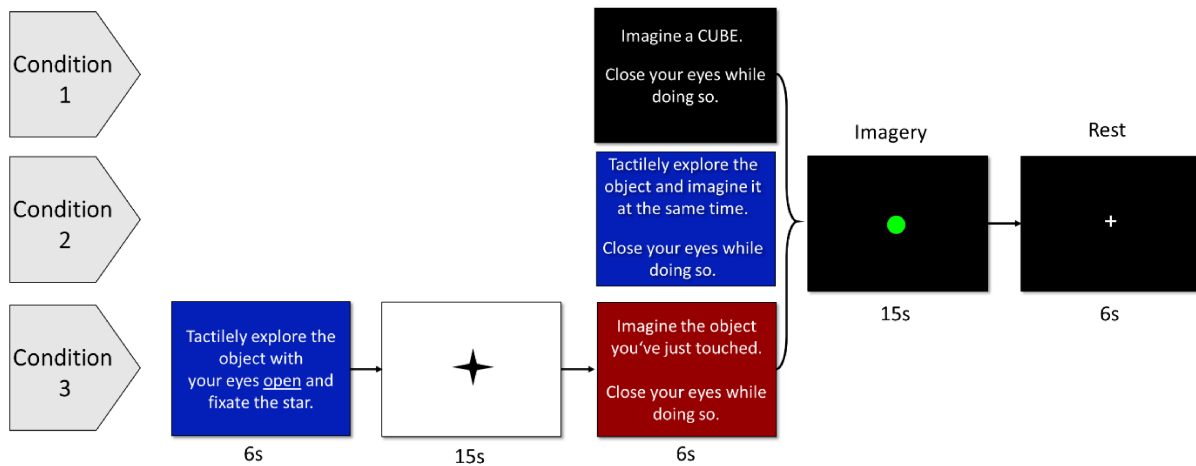 Condition
1
Imagine a CUBE.
Close your eyes while
doing so.
Condition
2
Tactilely explore the
object and imagine it
at the same time.
Close your eyes while
doing so.
Imagery
Rest
15s
6s
Condition
3
Tactilely explore the
object with
your eyes open and
fixate the star.
6s
15s
Imagine the object
you‘ve just touched.
Close your eyes while
doing so.
6s